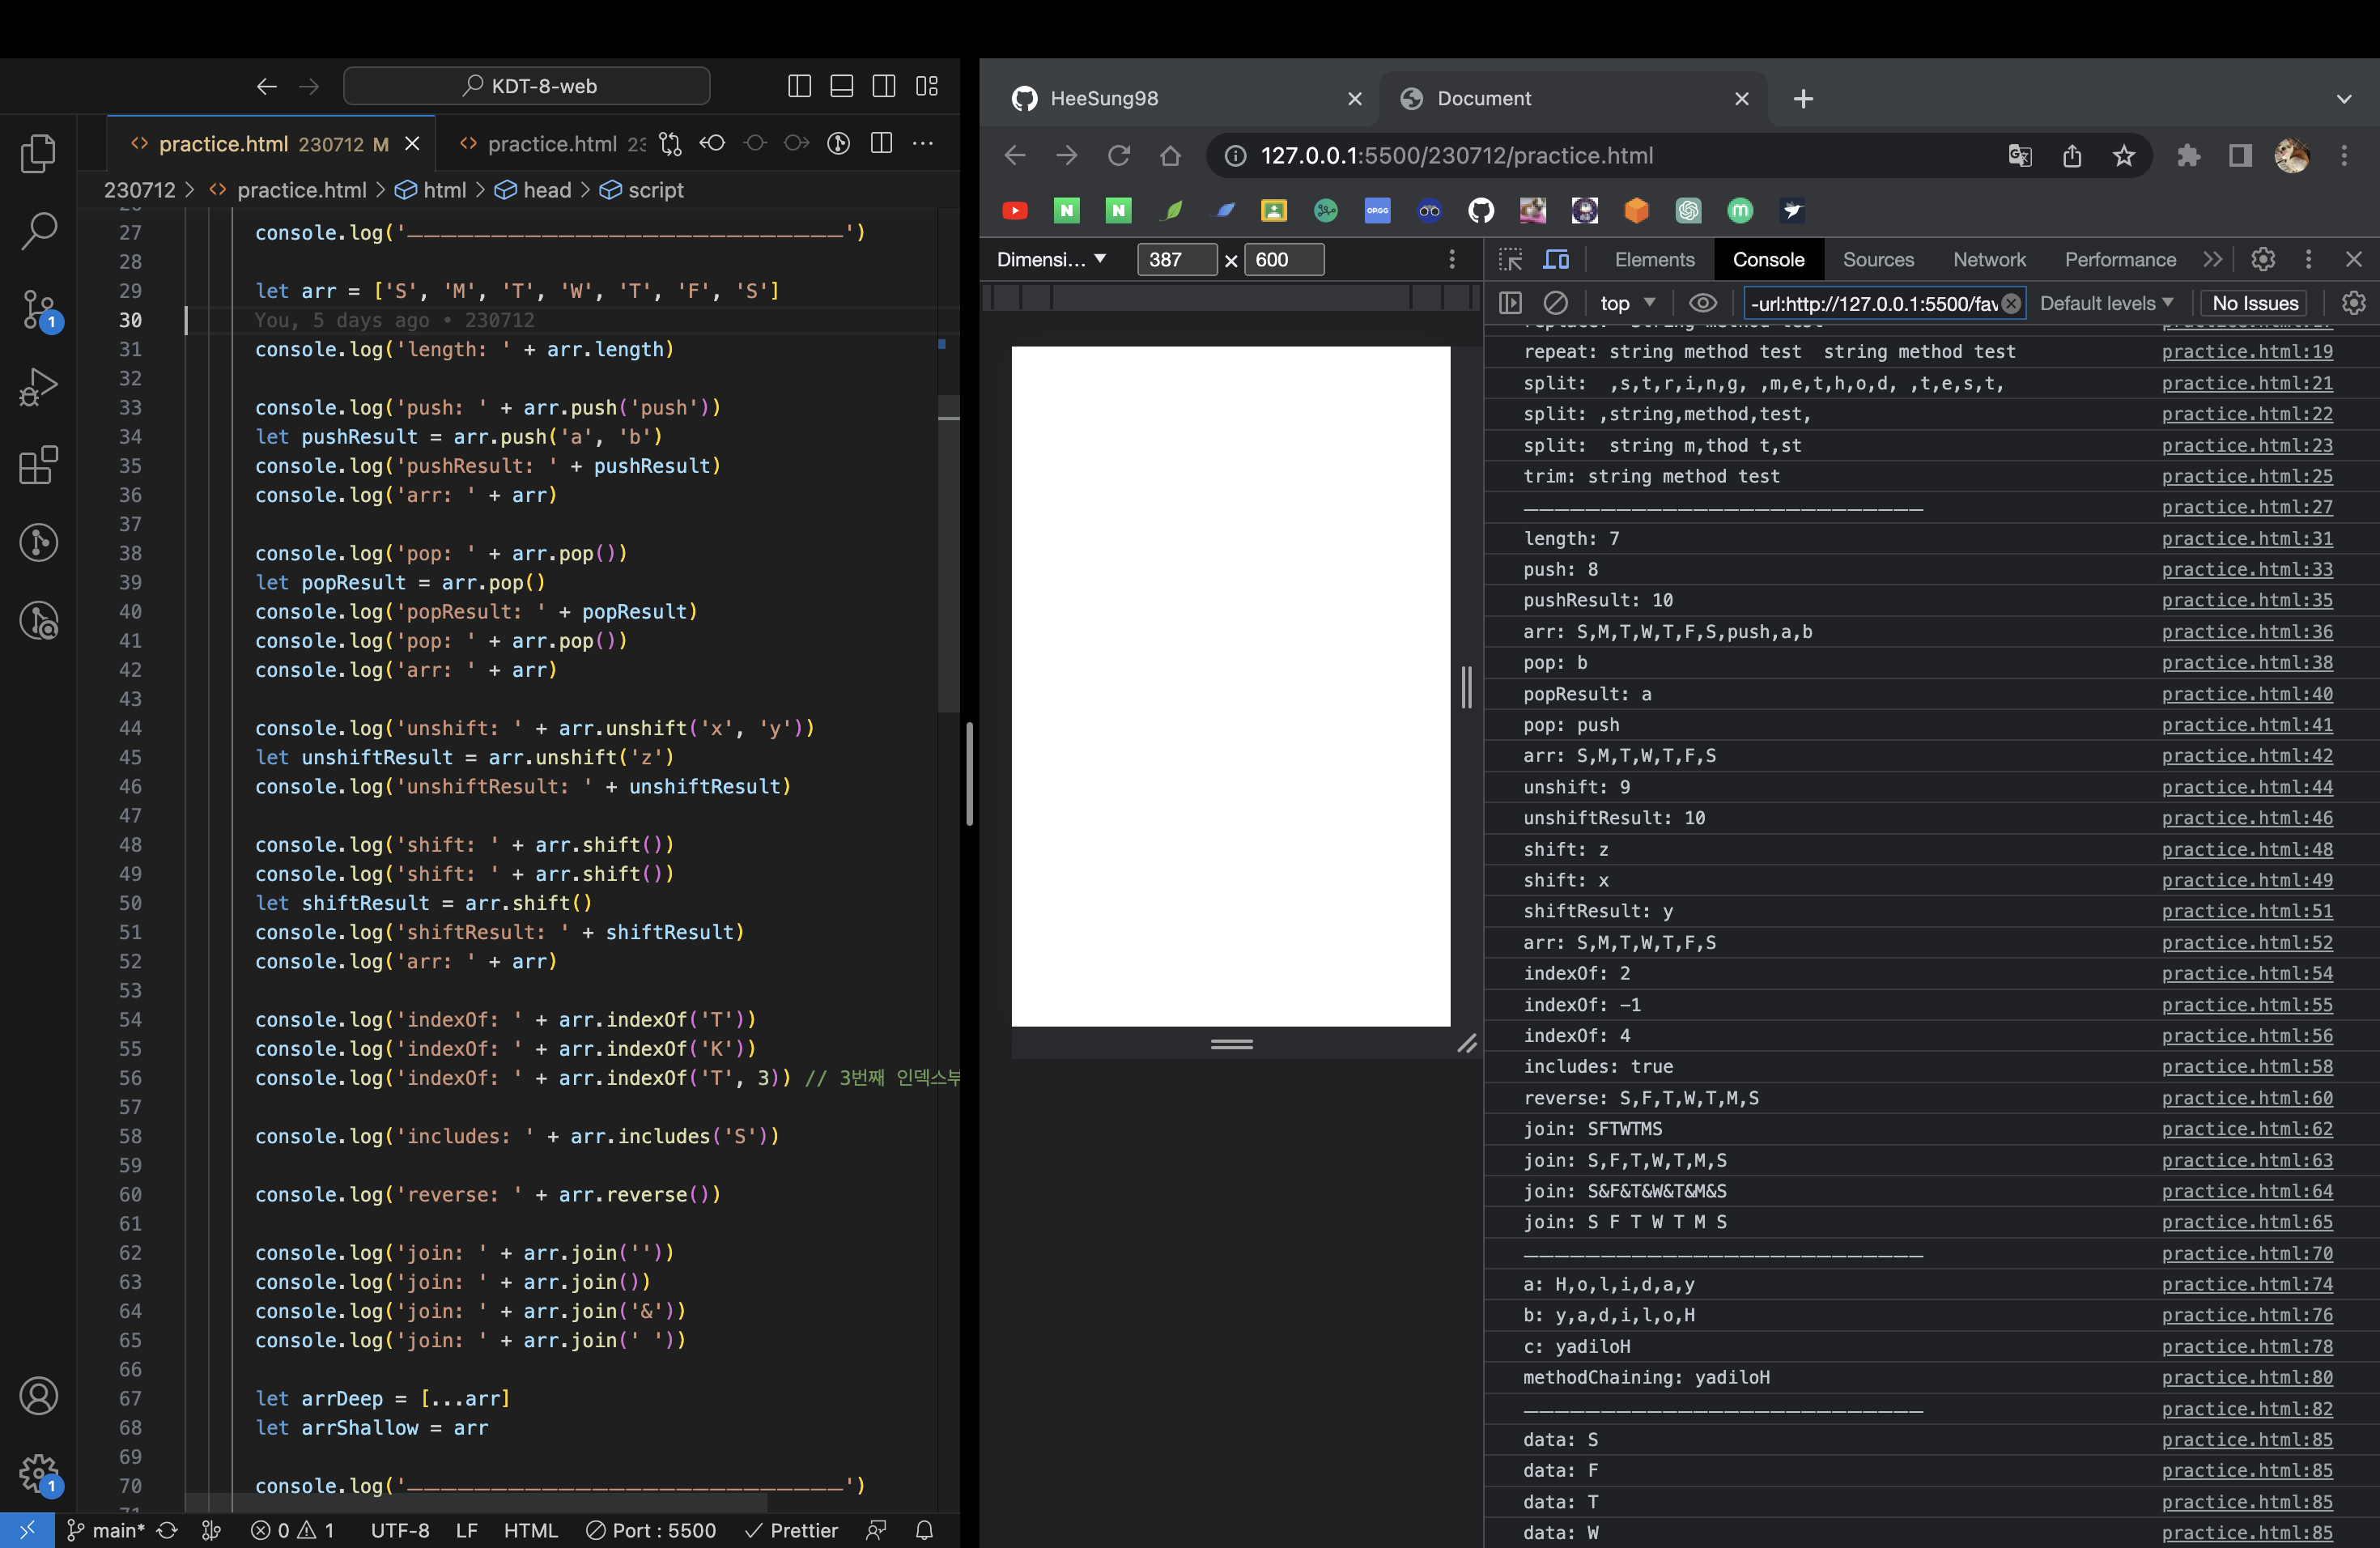 KDT-8-web
practice.html 230712 M
practice.html
230712 > practice.html > html > head > script
27 console.log('—————————————————————————')
28
29 let arr = ['S', 'M', 'T', 'W', 'T', 'F', 'S']
30 You, 5 days ago • 230712
31 console.log('length: ' + arr.length)
32
33 console.log('push: ' + arr.push('push'))
34 let pushResult = arr.push('a', 'b')
35 console.log('pushResult: ' + pushResult)
36 console.log('arr: ' + arr)
37
38 console.log('pop: ' + arr.pop())
39 let popResult = arr.pop()
40 console.log('popResult: ' + popResult)
41 console.log('pop: ' + arr.pop())
42 console.log('arr: ' + arr)
43
44 console.log('unshift: ' + arr.unshift('x', 'y'))
45 let unshiftResult = arr.unshift('z')
46 console.log('unshiftResult: ' + unshiftResult)
47
48 console.log('shift: ' + arr.shift())
49 console.log('shift: ' + arr.shift())
50 let shiftResult = arr.shift()
51 console.log('shiftResult: ' + shiftResult)
52 console.log('arr: ' + arr)
53
54 console.log('indexOf: ' + arr.indexOf('T'))
55 console.log('indexOf: ' + arr.indexOf('K'))
56 console.log('indexOf: ' + arr.indexOf('T', 3)) // 3번째 인덱스부
57
58 console.log('includes: ' + arr.includes('S'))
59
60 console.log('reverse: ' + arr.reverse())
61
62 console.log('join: ' + arr.join(''))
63 console.log('join: ' + arr.join())
64 console.log('join: ' + arr.join('&'))
65 console.log('join: ' + arr.join(' '))
66
67 let arrDeep = [...arr]
68 let arrShallow = arr
69
70 console.log('—————————————————————————')
1
1
main* 0 1 UTF-8 LF HTML Port : 5500 Prettier
HeeSung98
Document
127.0.0.1:5500/230712/practice.html
OPGG
Dimensi... 387 × 600
Elements Console Sources Network Performance
top -url:http://127.0.0.1:5500/fav Default levels No Issues
repeat: string method test  string method test practice.html:19
split:  ,s,t,r,i,n,g, ,m,e,t,h,o,d, ,t,e,s,t, practice.html:21
split: ,string,method,test, practice.html:22
split:  string m,thod t,st practice.html:23
trim: string method test practice.html:25
————————————————————————— practice.html:27
length: 7 practice.html:31
push: 8 practice.html:33
pushResult: 10 practice.html:35
arr: S,M,T,W,T,F,S,push,a,b practice.html:36
pop: b practice.html:38
popResult: a practice.html:40
pop: push practice.html:41
arr: S,M,T,W,T,F,S practice.html:42
unshift: 9 practice.html:44
unshiftResult: 10 practice.html:46
shift: z practice.html:48
shift: x practice.html:49
shiftResult: y practice.html:51
arr: S,M,T,W,T,F,S practice.html:52
indexOf: 2 practice.html:54
indexOf: -1 practice.html:55
indexOf: 4 practice.html:56
includes: true practice.html:58
reverse: S,F,T,W,T,M,S practice.html:60
join: SFTWTMS practice.html:62
join: S,F,T,W,T,M,S practice.html:63
join: S&F&T&W&T&M&S practice.html:64
join: S F T W T M S practice.html:65
————————————————————————— practice.html:70
a: H,o,l,i,d,a,y practice.html:74
b: y,a,d,i,l,o,H practice.html:76
c: yadiloH practice.html:78
methodChaining: yadiloH practice.html:80
————————————————————————— practice.html:82
data: S practice.html:85
data: F practice.html:85
data: T practice.html:85
data: W practice.html:85